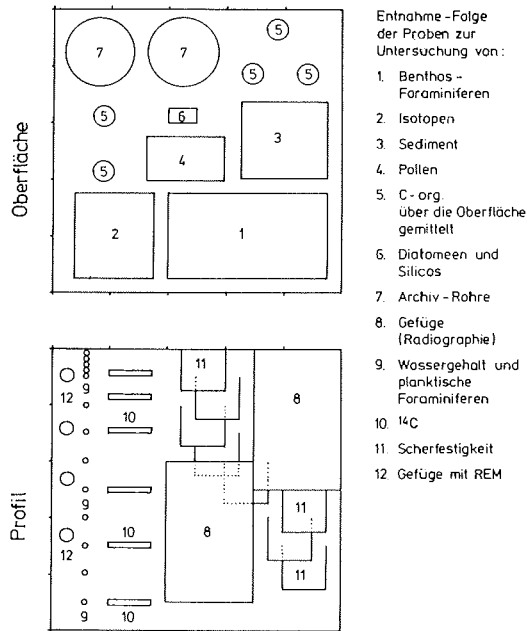 Oberfläche
7
7
5
5
5
5
6
3
4
5
2
1
Entnahme-Folge
der Proben zur
Untersuchung von:
1. Benthos-
Foraminiferen
2. Isotopen
3. Sediment
4. Pollen
5. C-org.
über die Oberfläche
gemittelt
6. Diatomeen und
Silicos
7. Archiv-Rohre
8. Gefüge
(Radiographie)
9. Wassergehalt und
planktische
Foraminiferen
10. ¹⁴C
11. Scherfestigkeit
12 Gefüge mit REM
Profil
11
9
12
8
10
9
11
10
8
12
11
9
10